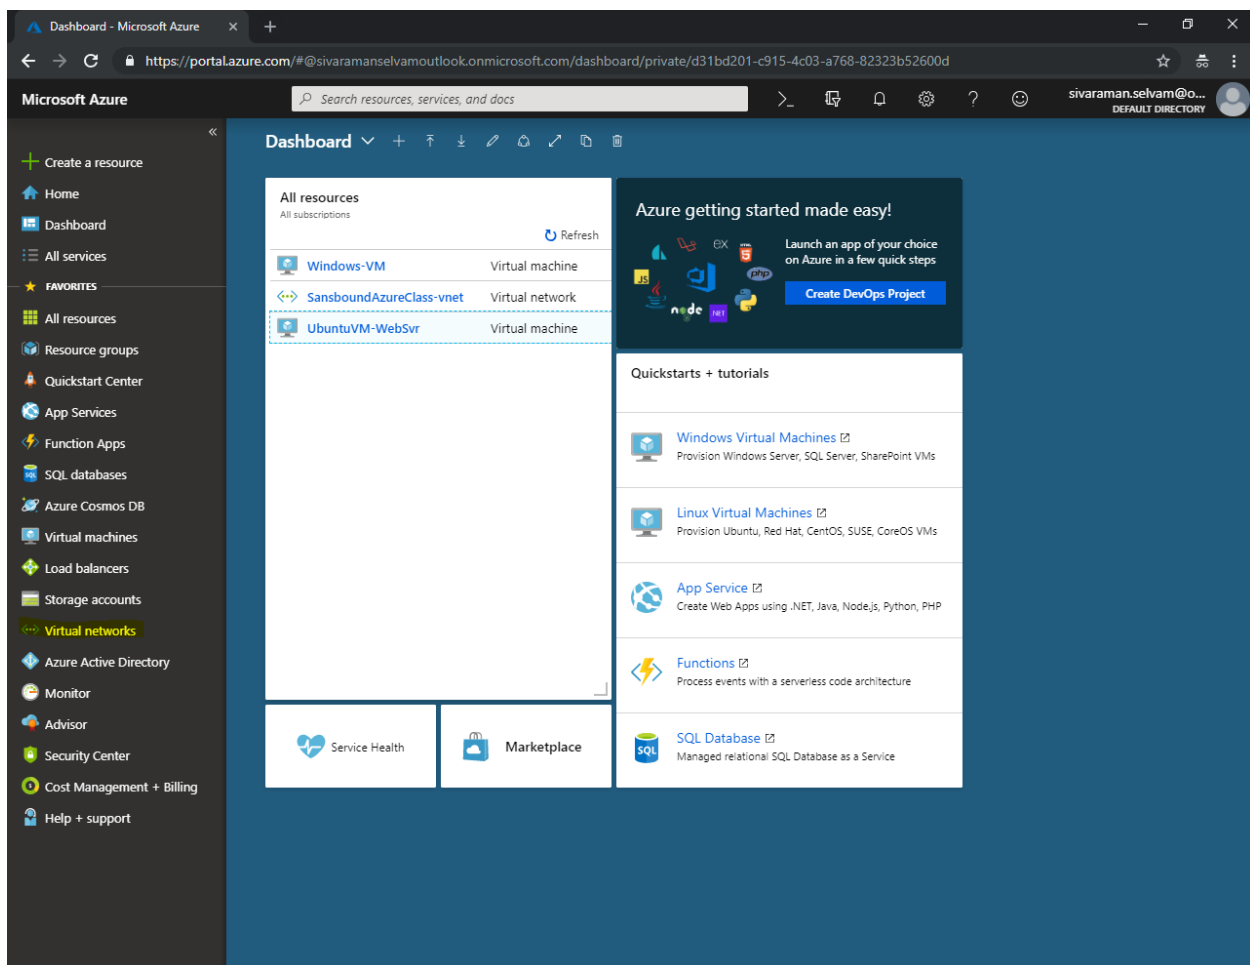 Dashboard - Microsoft Azure
https://portal.azure.com/#@sivaramanselvamoutlook.onmicrosoft.com/dashboard/private/d31bd201-c915-4c03-a768-82323b52600d
Microsoft Azure
Search resources, services, and docs
sivaraman.selvam@o...
DEFAULT DIRECTORY
Create a resource
Home
Dashboard
All services
FAVORITES
All resources
Resource groups
Quickstart Center
App Services
Function Apps
SQL databases
Azure Cosmos DB
Virtual machines
Load balancers
Storage accounts
Virtual networks
Azure Active Directory
Monitor
Advisor
Security Center
Cost Management + Billing
Help + support
Dashboard
All resources
All subscriptions
Refresh
Windows-VM Virtual machine
SansboundAzureClass-vnet Virtual network
UbuntuVM-WebSvr Virtual machine
Service Health
Marketplace
Azure getting started made easy!
ex
HTML
5
JS
php
node
NET
Launch an app of your choice
on Azure in a few quick steps
Create DevOps Project
Quickstarts + tutorials
Windows Virtual Machines
Provision Windows Server, SQL Server, SharePoint VMs
Linux Virtual Machines
Provision Ubuntu, Red Hat, CentOS, SUSE, CoreOS VMs
App Service
Create Web Apps using .NET, Java, Node.js, Python, PHP
Functions
Process events with a serverless code architecture
SQL
SQL Database
Managed relational SQL Database as a Service